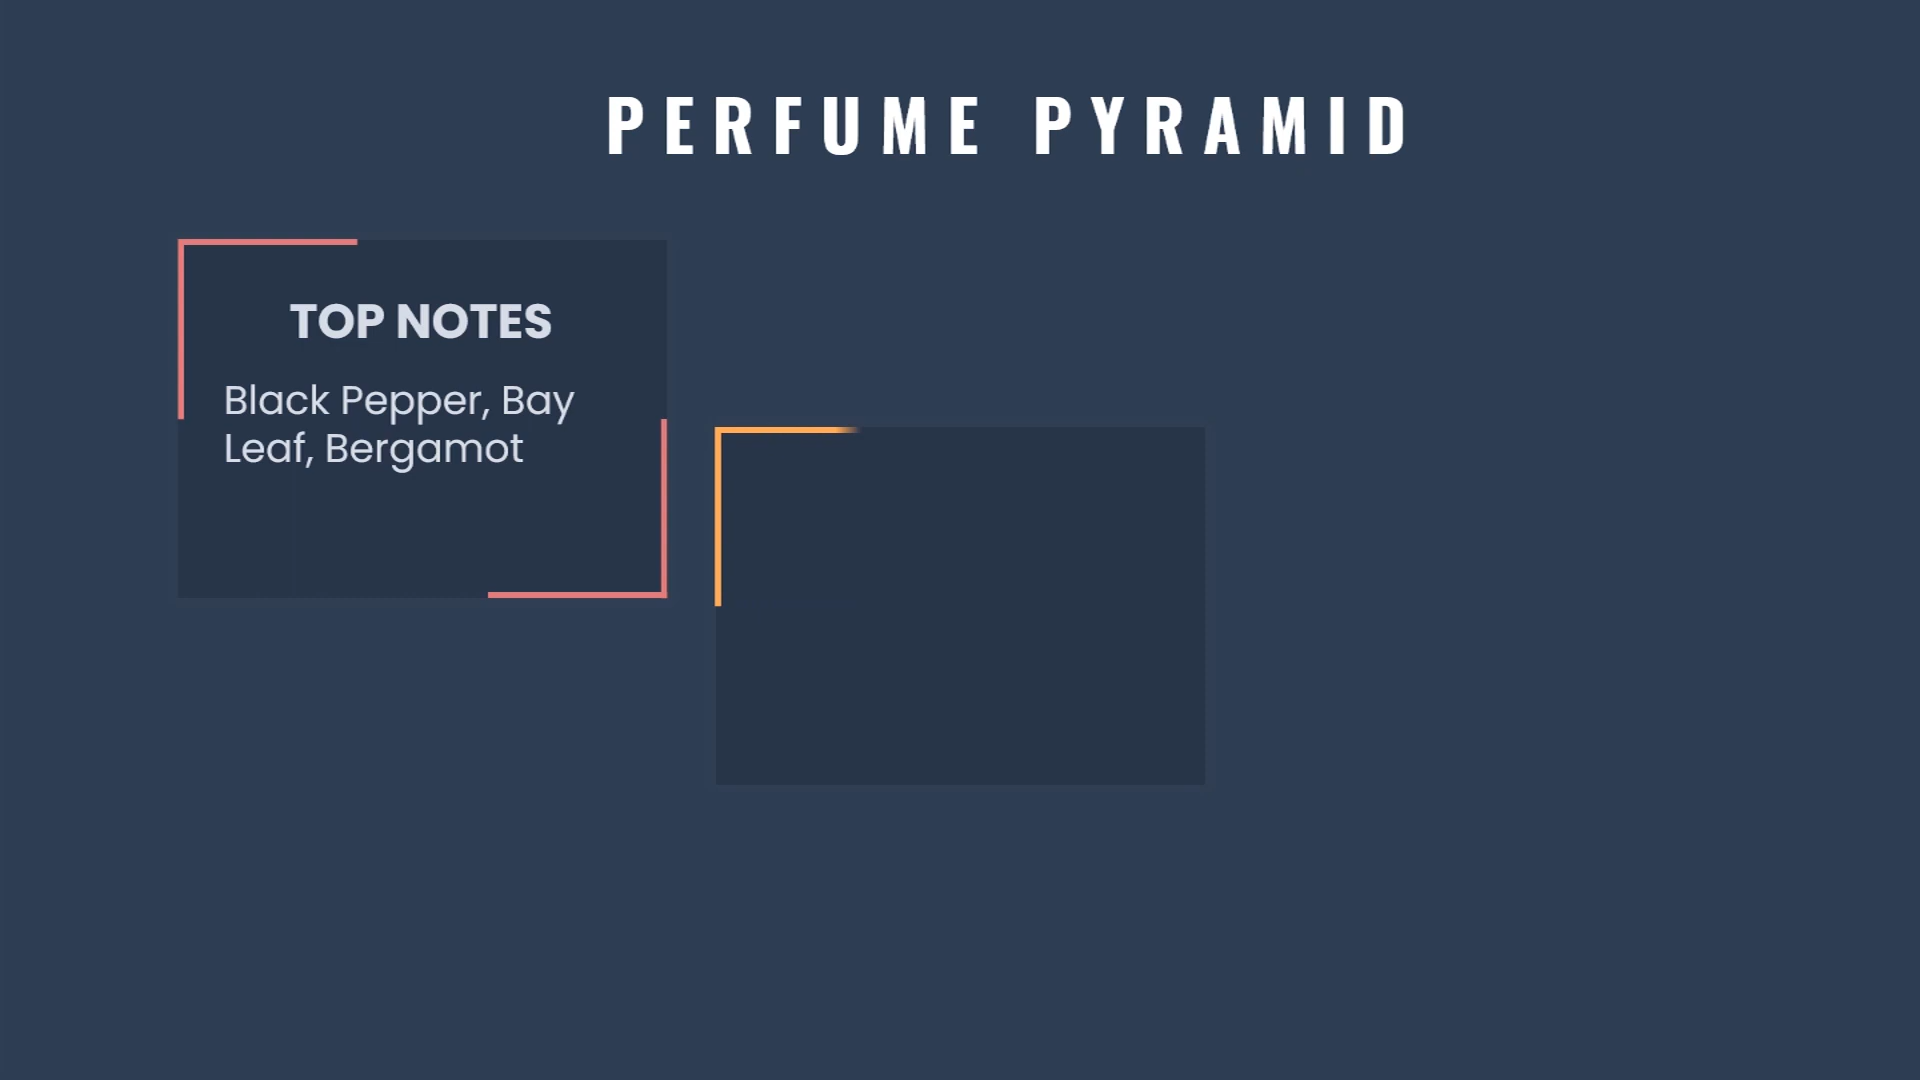 PERFUME PYRAMID
TOP NOTES
Black Pepper, Bay
Leaf, Bergamot